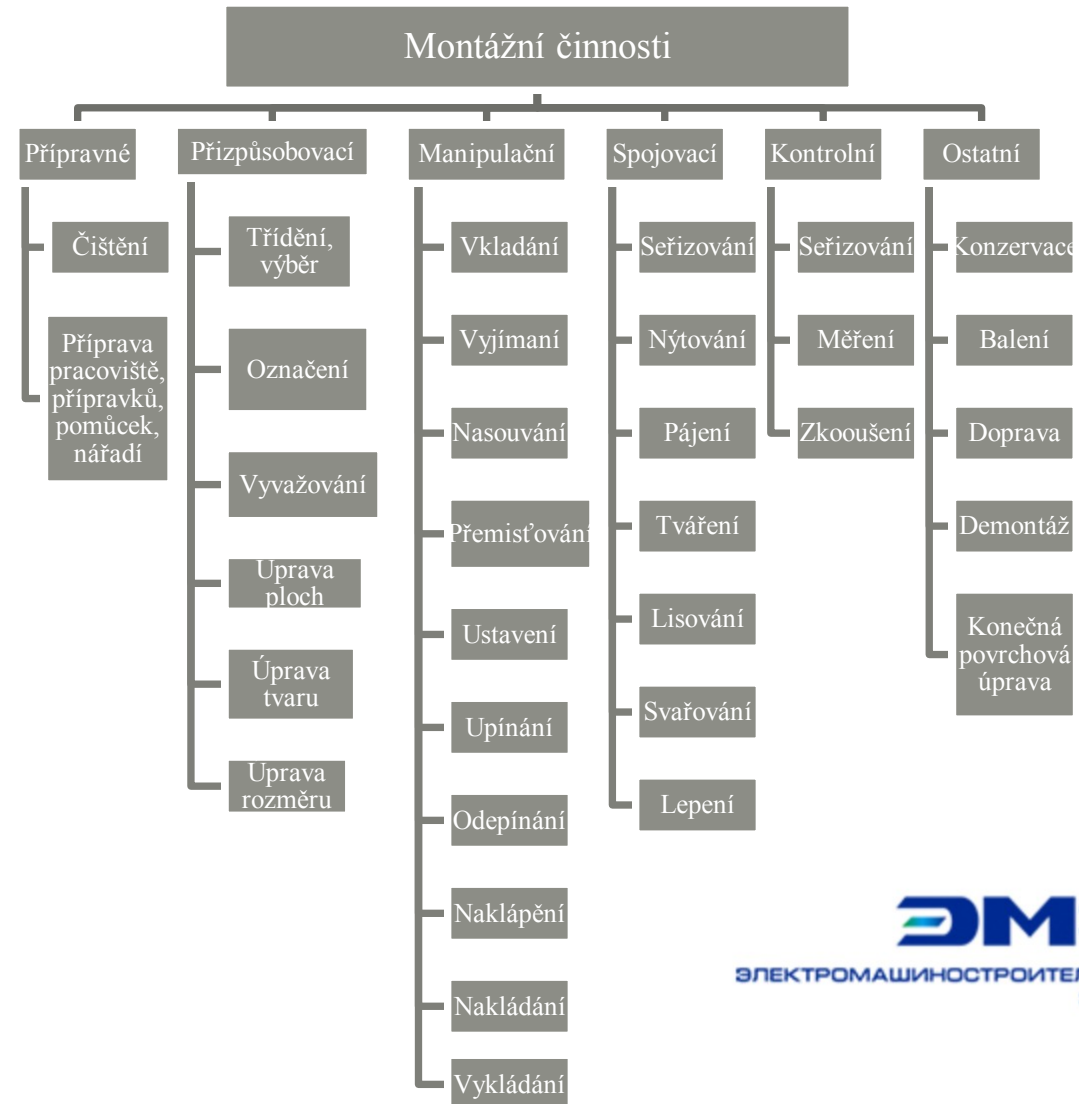 Montážní činnosti
Přípravné
Čištění
Příprava
pracoviště,
přípravků,
pomůcek,
nářadí
Přizpůsobovací
Třídění,
výběr
Označení
Vyvažování
Uprava
ploch
Úprava
tvaru
Uprava
rozměru
Manipulační
Vkladání
Vyjímaní
Nasouvání
Přemisťování
Ustavení
Upínání
Odepínání
Naklápění
Nakládání
Vykládání
Spojovací
Seřizování
Nýtování
Pájení
Tváření
Lisování
Svařování
Lepení
Kontrolní
Seřizování
Měření
Zkooušení
Ostatní
Konzervace
Balení
Doprava
Demontáž
Konečná
povrchová
úprava
ЭМ
ЭЛЕКТРОМАШИНОСТРОИТЕЛ